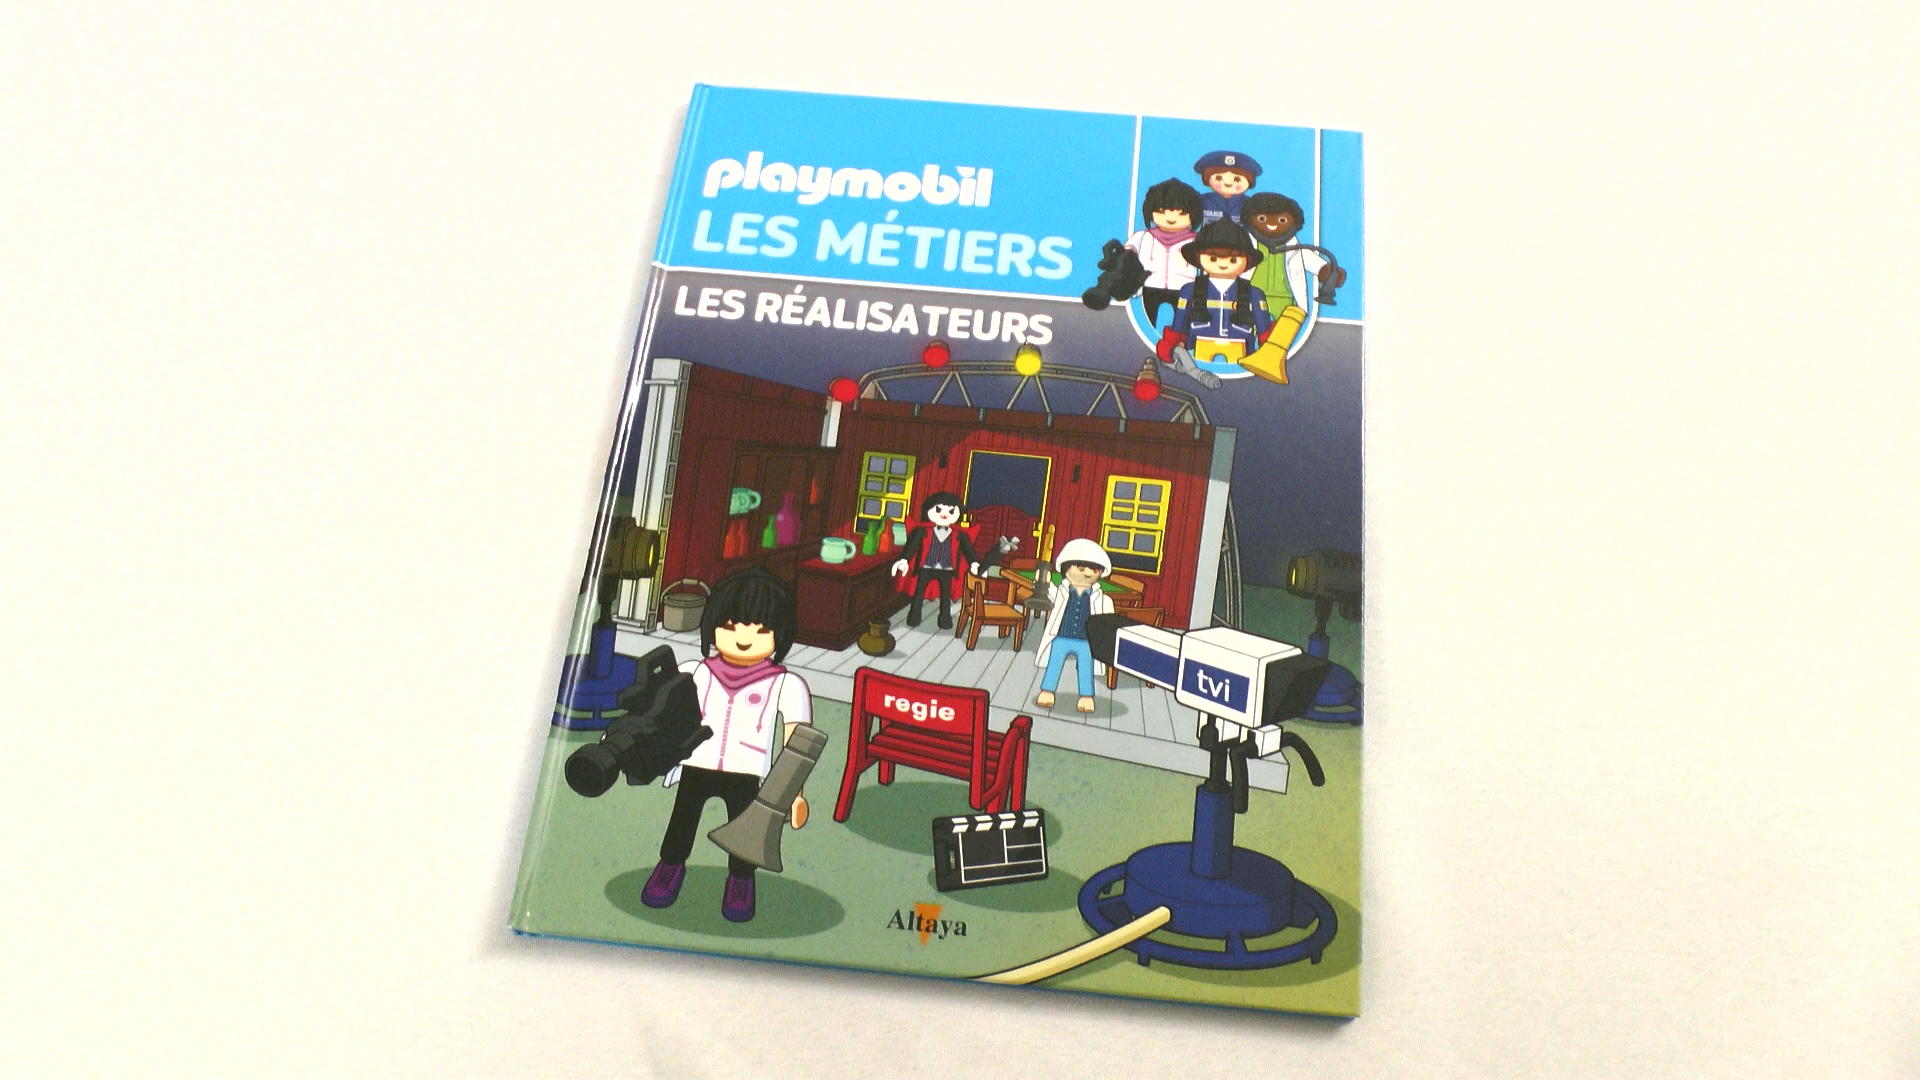 playmobil
LES MÉTIERS
LES RÉALISATEURS
regie
tvi
Altaya